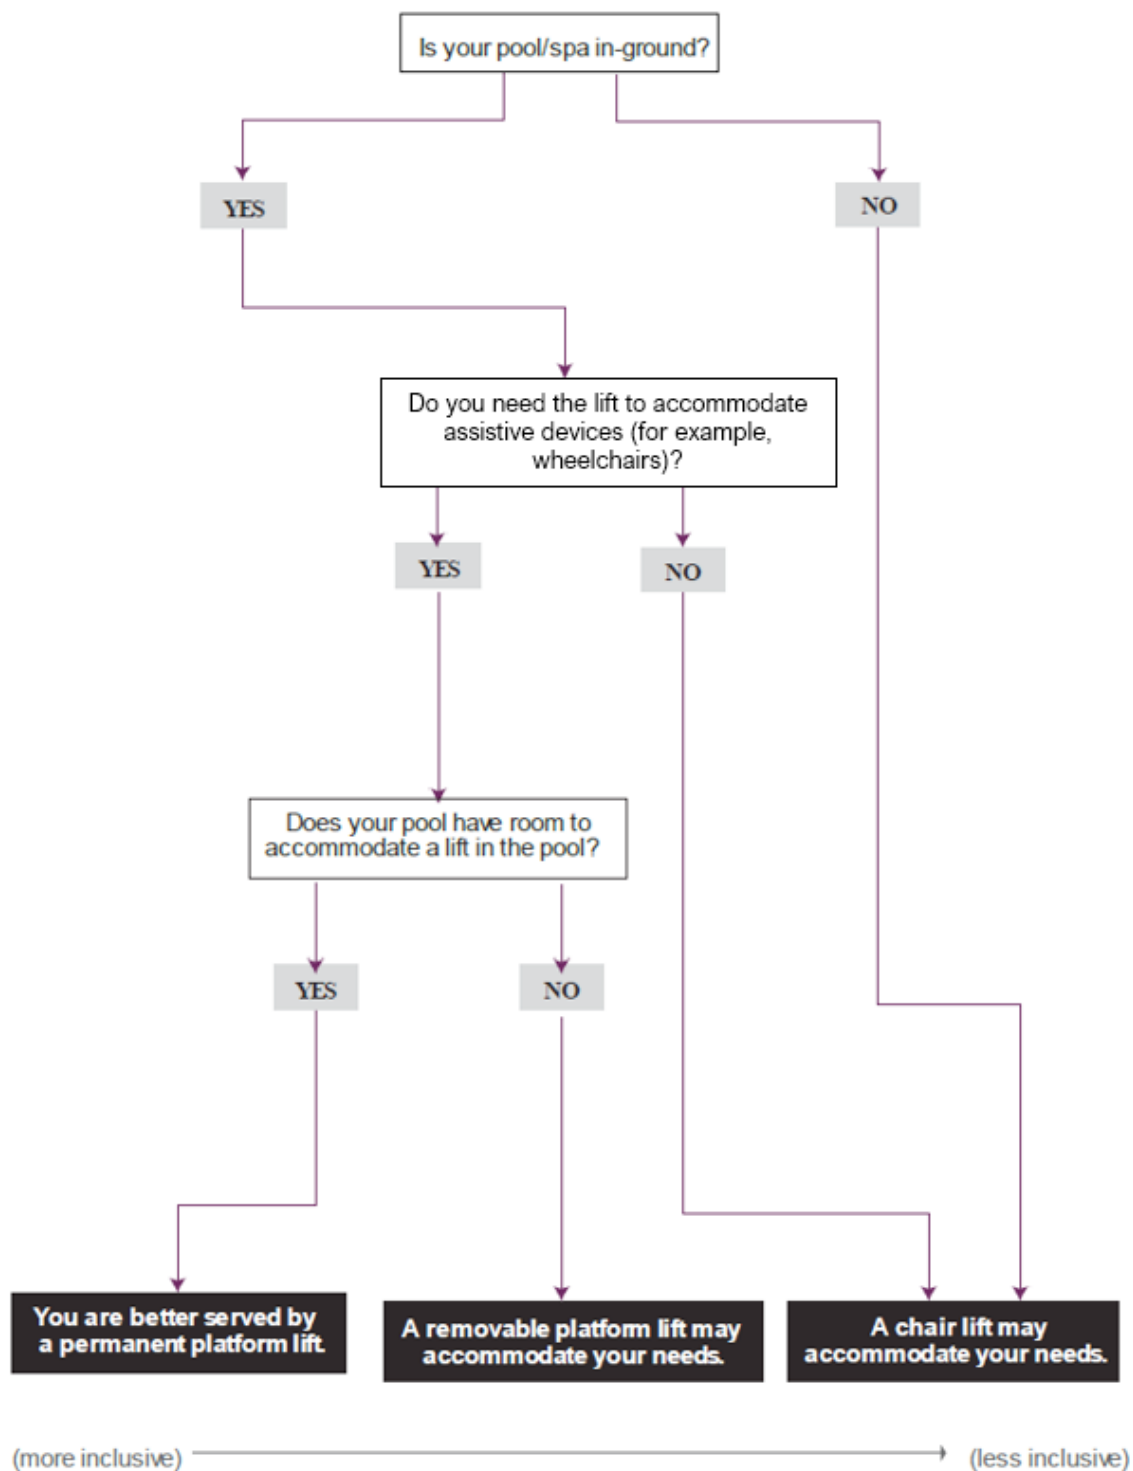 Is your pool/spa in-ground?
YES
NO
Do you need the lift to accommodate
assistive devices (for example,
wheelchairs)?
YES
NO
Does your pool have room to
accommodate a lift in the pool?
YES
NO
You are better served by
a permanent platform lift.
A removable platform lift may
accommodate your needs.
A chair lift may
accommodate your needs.
(more inclusive)
(less inclusive)